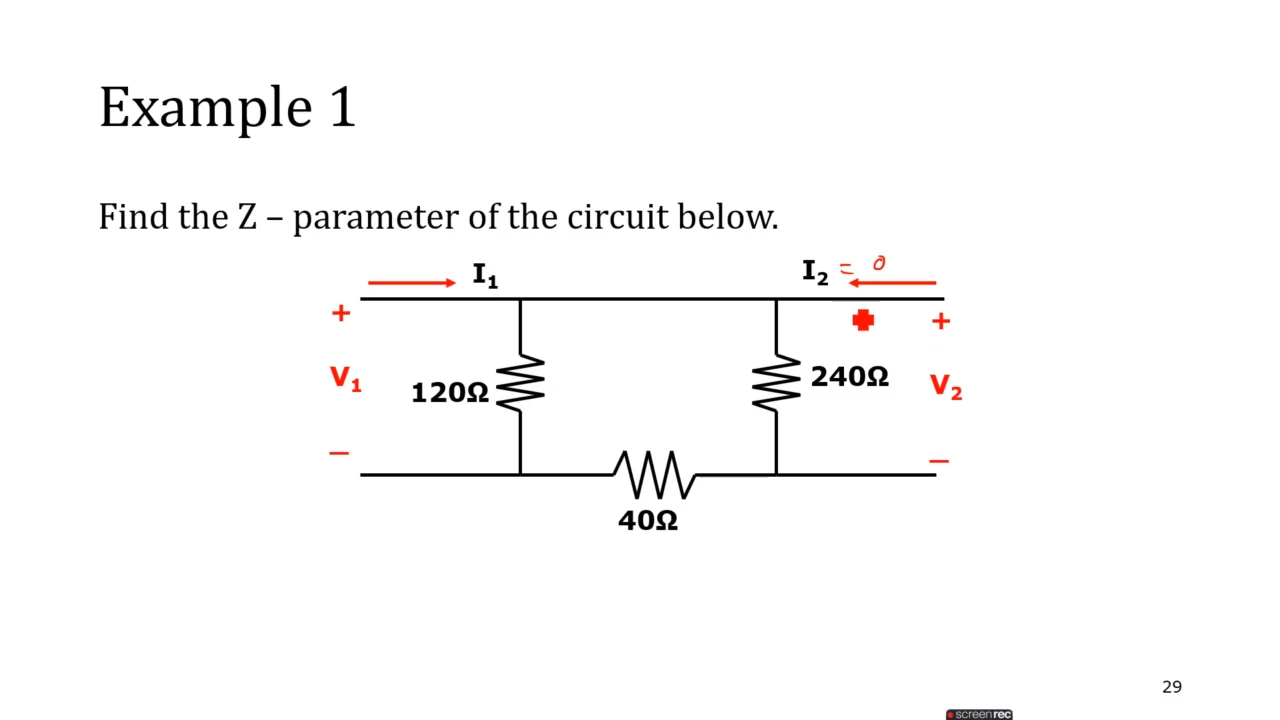 Example 1
Find the Z – parameter of the circuit below.
I1
I2 = 0
+
+
V1
120Ω
240Ω
V2
–
–
40Ω
29
screenrec